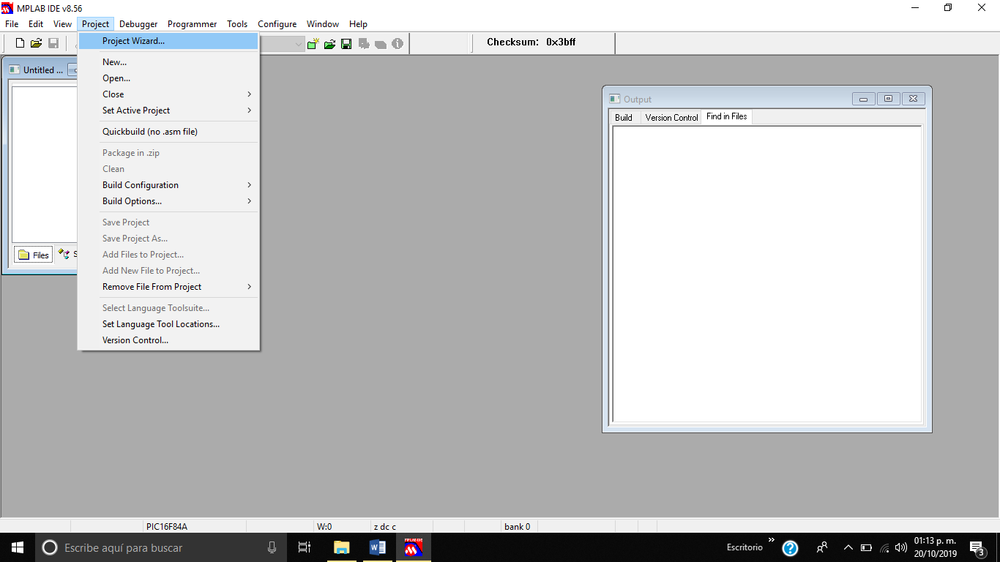 MPLAB IDE v8.56
File Edit View Project Debugger Programmer Tools Configure Window Help
Checksum: 0x3bff
Project Wizard...
New...
Open...
Close
Set Active Project
Quickbuild (no .asm file)
Package in .zip
Clean
Build Configuration
Build Options...
Save Project
Save Project As...
Add Files to Project...
Add New File to Project...
Remove File From Project
Select Language Toolsuite...
Set Language Tool Locations...
Version Control...
Untitled ...
Files S
Output
Build Version Control Find in Files
PIC16F84A W:0 z dc c bank 0
Escribe aquí para buscar
Escritorio
01:13 p. m.
20/10/2019
3